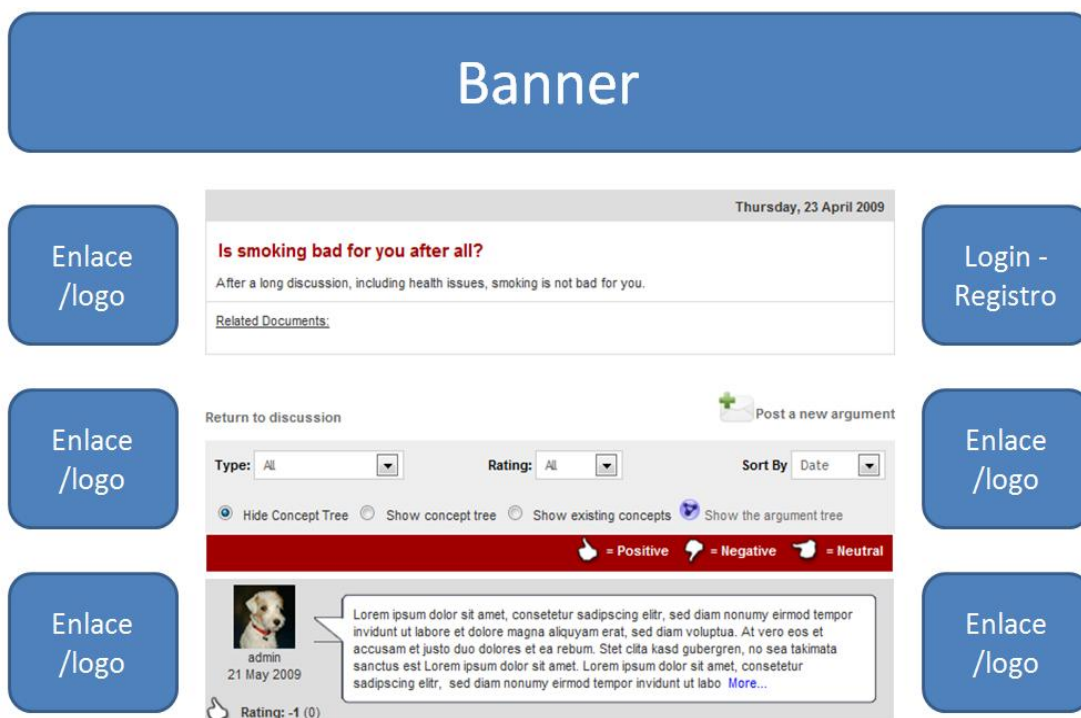 Banner
Enlace
/logo
Thursday, 23 April 2009
Is smoking bad for you after all?
After a long discussion, including health issues, smoking is not bad for you.
Related Documents:
Login -
Registro
Enlace
/logo
Return to discussion
Post a new argument
Type: All
Rating: All
Sort By Date
Hide Concept Tree Show concept tree Show existing concepts Show the argument tree
= Positive = Negative = Neutral
Enlace
/logo
Enlace
/logo
admin
21 May 2009
Lorem ipsum dolor sit amet, consetetur sadipscing elitr, sed diam nonumy eirmod tempor
invidunt ut labore et dolore magna aliquyam erat, sed diam voluptua. At vero eos et
accusam et justo duo dolores et ea rebum. Stet clita kasd gubergren, no sea takimata
sanctus est Lorem ipsum dolor sit amet. Lorem ipsum dolor sit amet, consetetur
sadipscing elitr, sed diam nonumy eirmod tempor invidunt ut labo More...
Rating: -1 (0)
Enlace
/logo